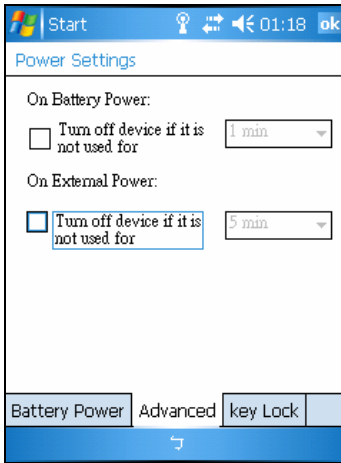 Start 01:18 ok
Power Settings
On Battery Power:
Turn off device if it is
not used for
1 min
On External Power:
Turn off device if it is
not used for
5 min
Battery Power Advanced key Lock